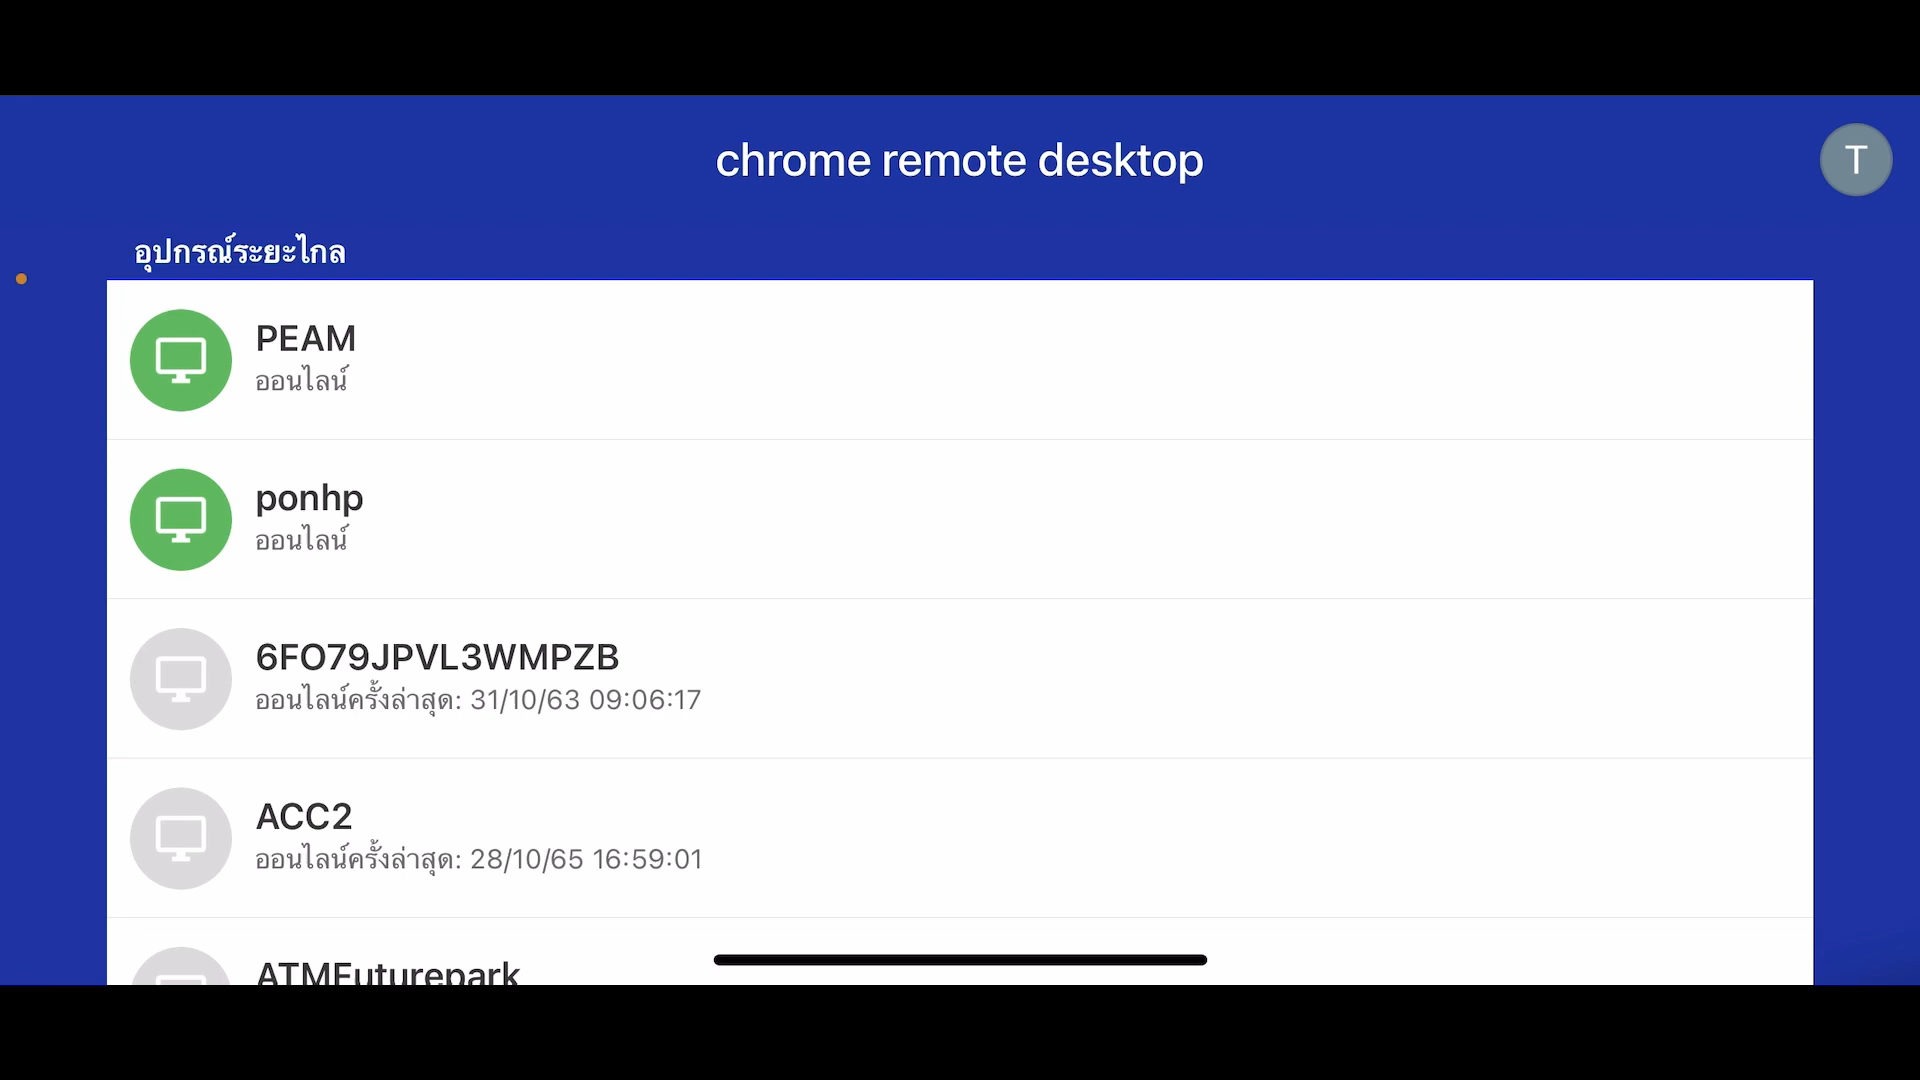 chrome remote desktop
T
อุปกรณ์ระยะไกล
PEAM
ออนไลน์
ponhp
ออนไลน์
6FO79JPVL3WMPZB
ออนไลน์ครั้งล่าสุด: 31/10/63 09:06:17
ACC2
ออนไลน์ครั้งล่าสุด: 28/10/65 16:59:01
ATMFuturepark